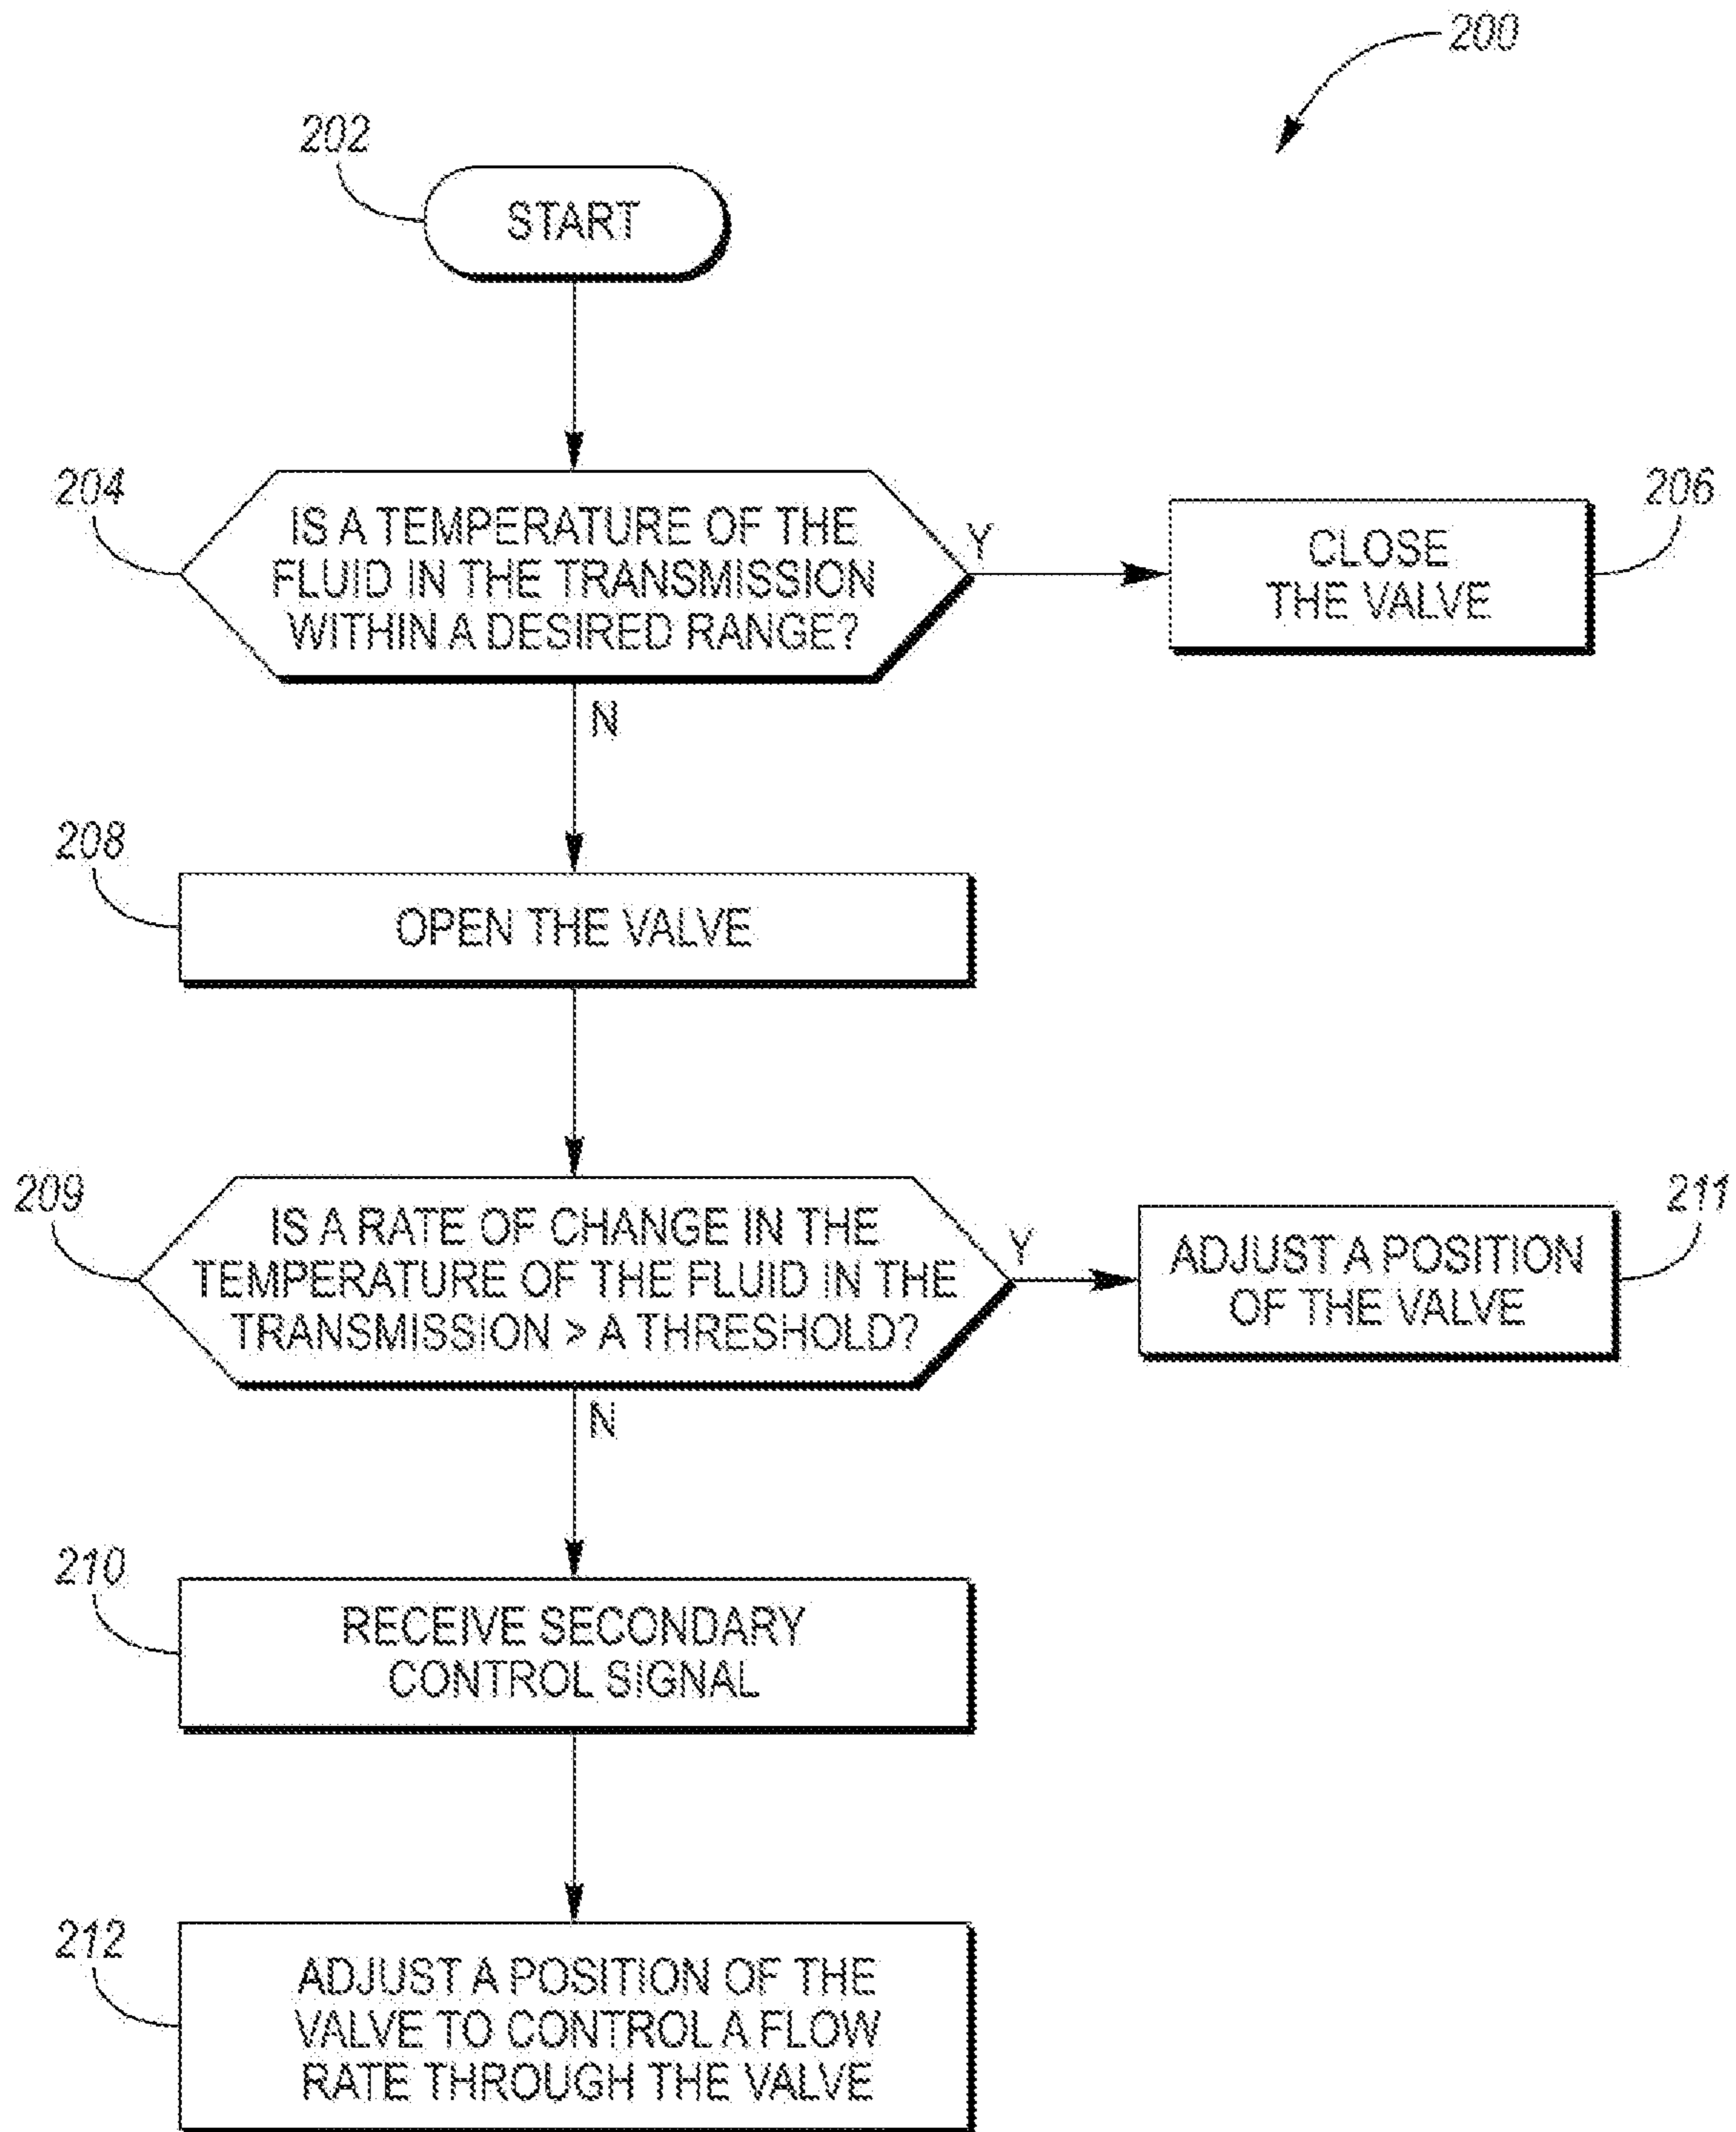 200
202
START
204
IS A TEMPERATURE OF THE
FLUID IN THE TRANSMISSION
WITHIN A DESIRED RANGE?
Y
206
CLOSE
THE VALVE
N
208
OPEN THE VALVE
209
IS A RATE OF CHANGE IN THE
TEMPERATURE OF THE FLUID IN THE
TRANSMISSION > A THRESHOLD?
Y
211
ADJUST A POSITION
OF THE VALVE
N
210
RECEIVE SECONDARY
CONTROL SIGNAL
212
ADJUST A POSITION OF THE
VALVE TO CONTROL A FLOW
RATE THROUGH THE VALVE